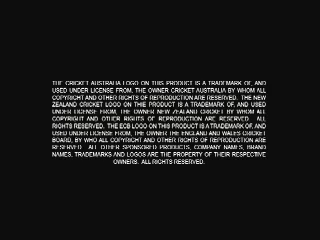 THE CRICKET AUSTRALIA LOGO ON THIS PRODUCT IS A TRADEMARK OF, AND
USED UNDER LICENSE FROM, THE OWNER CRICKET AUSTRALIA BY WHOM ALL
COPYRIGHT AND OTHER RIGHTS OF REPRODUCTION ARE RESERVED. THE NEW
ZEALAND CRICKET LOGO ON THIS PRODUCT IS A TRADEMARK OF, AND USED
UNDER LICENSE FROM, THE OWNER NEW ZEALAND CRICKET BY WHOM ALL
COPYRIGHT AND OTHER RIGHTS OF REPRODUCTION ARE RESERVED. ALL
RIGHTS RESERVED. THE ECB LOGO ON THIS PRODUCT IS A TRADEMARK OF, AND
USED UNDER LICENSE FROM, THE OWNER THE ENGLAND AND WALES CRICKET
BOARD, BY WHO ALL COPYRIGHT AND OTHER RIGHTS OF REPRODUCTION ARE
RESERVED. ALL OTHER SPONSORED PRODUCTS, COMPANY NAMES, BRAND
NAMES, TRADEMARKS AND LOGOS ARE THE PROPERTY OF THEIR RESPECTIVE
OWNERS. ALL RIGHTS RESERVED.